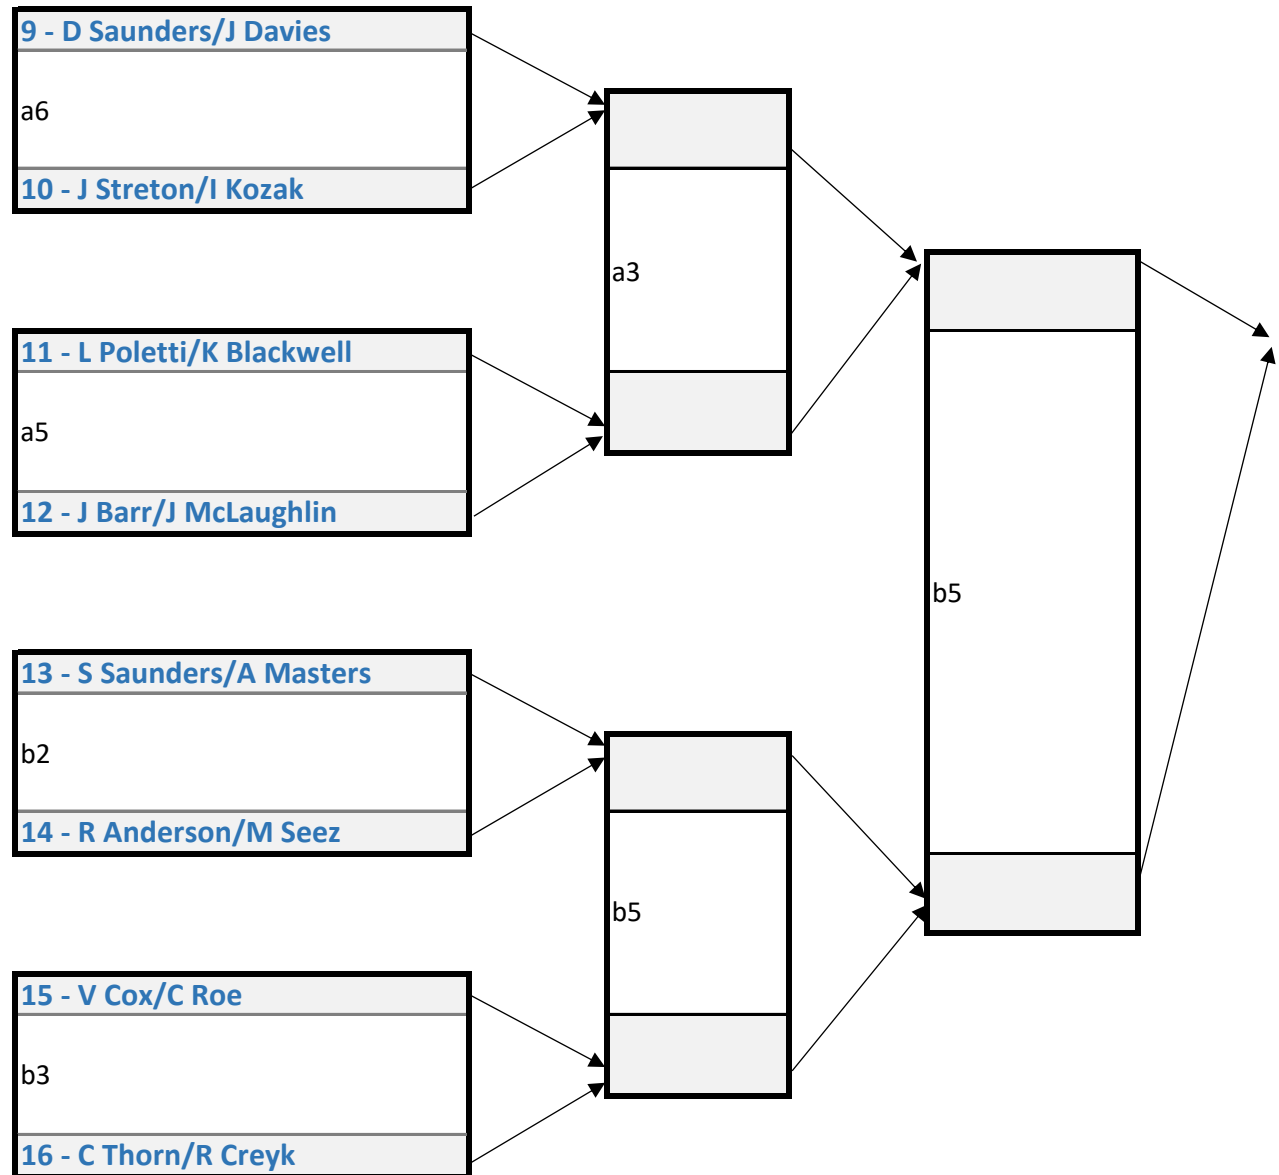 9 - D Saunders/J Davies
a6
10 - J Streton/I Kozak
a3
11 - L Poletti/K Blackwell
a5
12 - J Barr/J McLaughlin
b5
13 - S Saunders/A Masters
b2
14 - R Anderson/M Seez
b5
15 - V Cox/C Roe
b3
16 - C Thorn/R Creyk